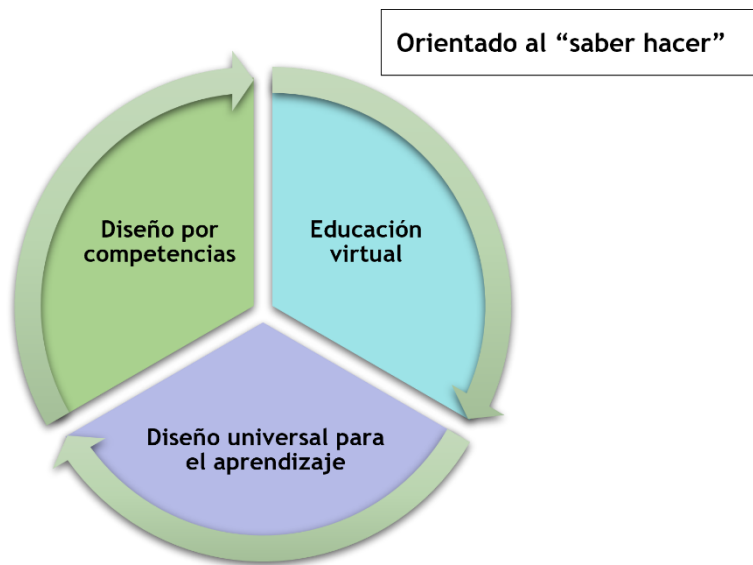 Orientado al “saber hacer”
Diseño por
competencias
Educación
virtual
Diseño universal para
el aprendizaje